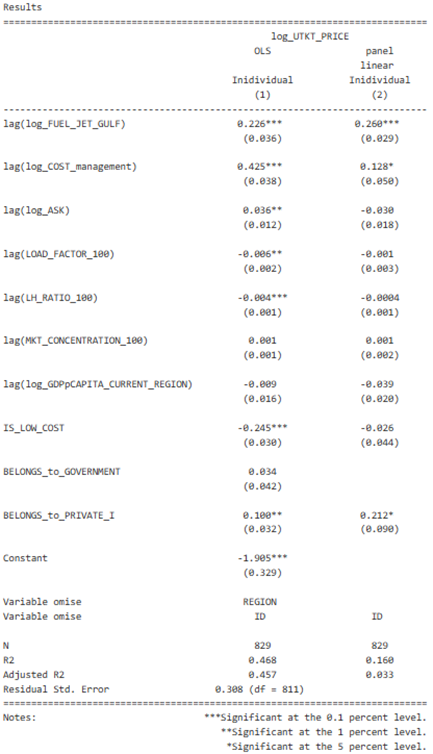 Results
log_UTKT_PRICE
OLS panel
linear
Inidividual Inidividual
(1) (2)
lag(log_FUEL_JET_GULF) 0.226*** 0.260***
(0.036) (0.029)
lag(log_COST_management) 0.425*** 0.128*
(0.038) (0.050)
lag(log_ASK) 0.036** -0.030
(0.012) (0.018)
lag(LOAD_FACTOR_100) -0.006** -0.001
(0.002) (0.003)
lag(LH_RATIO_100) -0.004*** -0.0004
(0.001) (0.001)
lag(MKT_CONCENTRATION_100) 0.001 0.001
(0.001) (0.002)
lag(log_GDPpCAPITA_CURRENT_REGION) -0.009 -0.039
(0.016) (0.020)
IS_LOW_COST -0.245*** -0.026
(0.030) (0.044)
BELONGS_to_GOVERNMENT 0.034
(0.042)
BELONGS_to_PRIVATE_I 0.100** 0.212*
(0.032) (0.090)
Constant -1.905***
(0.329)
Variable omise REGION
Variable omise ID ID
N 829 829
R2 0.468 0.160
Adjusted R2 0.457 0.033
Residual Std. Error 0.308 (df = 811)
Notes: ***Significant at the 0.1 percent level.
**Significant at the 1 percent level.
*Significant at the 5 percent level.